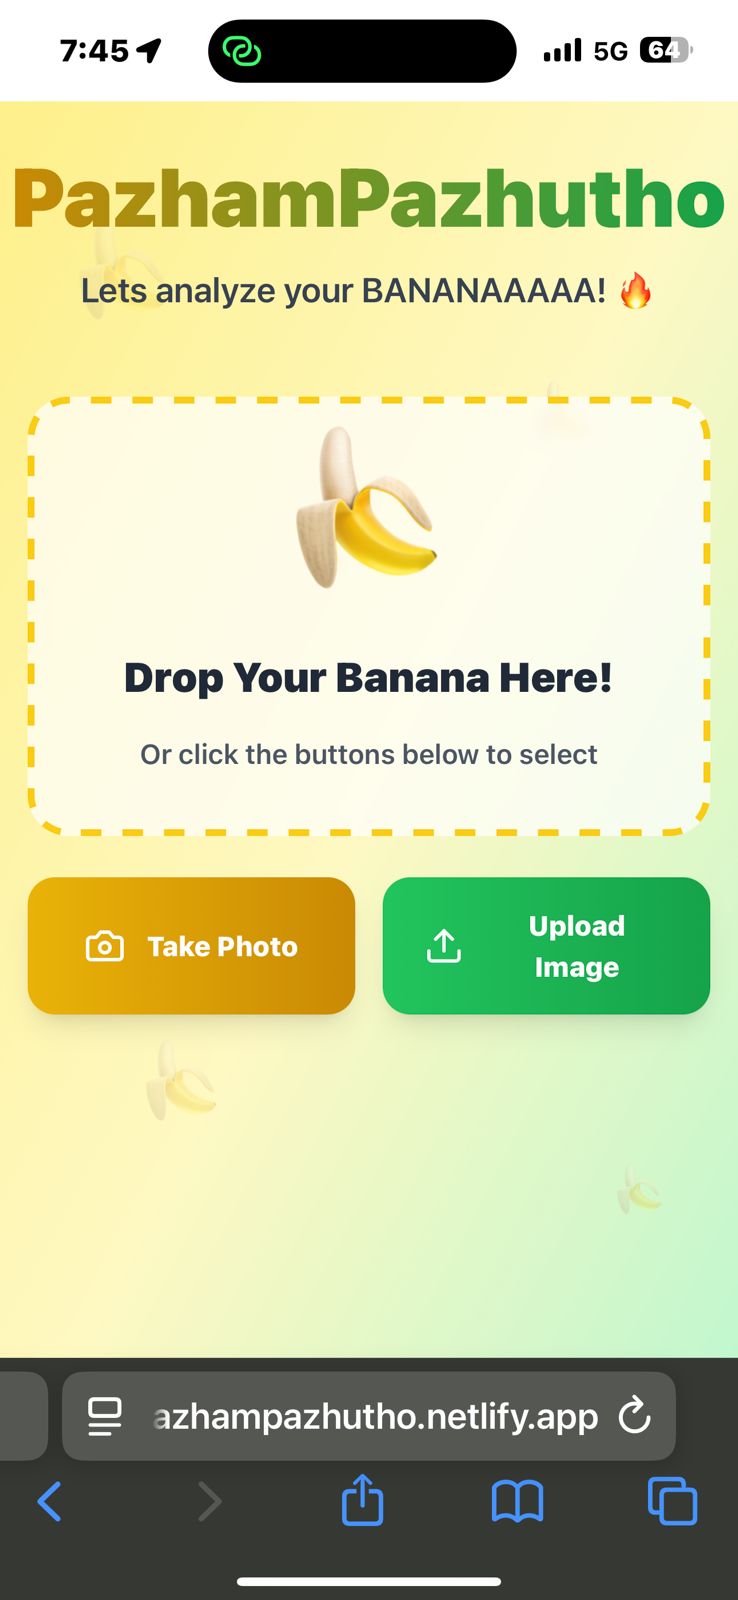 7:45
5G
64
PazhamPazhutho
Lets analyze your BANANAAAAA! 🔥
Drop Your Banana Here!
Or click the buttons below to select
Take Photo
Upload
Image
azhampazhutho.netlify.app